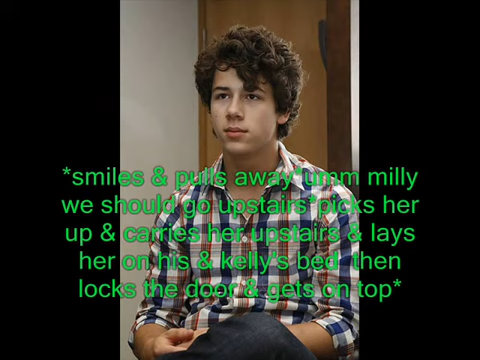 *smiles & pulls away*umm milly
we should go upstairs*picks her
up & carries her upstairs & lays
her on his & kelly's bed  then
locks the door & gets on top*